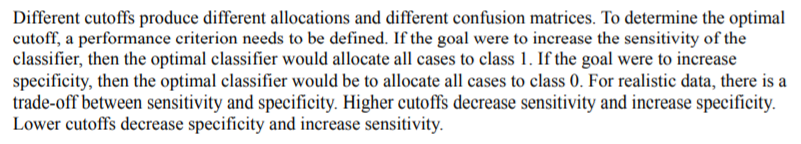 Different cutoffs produce different allocations and different confusion matrices. To determine the optimal
cutoff, a performance criterion needs to be defined. If the goal were to increase the sensitivity of the
classifier, then the optimal classifier would allocate all cases to class 1. If the goal were to increase
specificity, then the optimal classifier would be to allocate all cases to class 0. For realistic data, there is a
trade-off between sensitivity and specificity. Higher cutoffs decrease sensitivity and increase specificity.
Lower cutoffs decrease specificity and increase sensitivity.